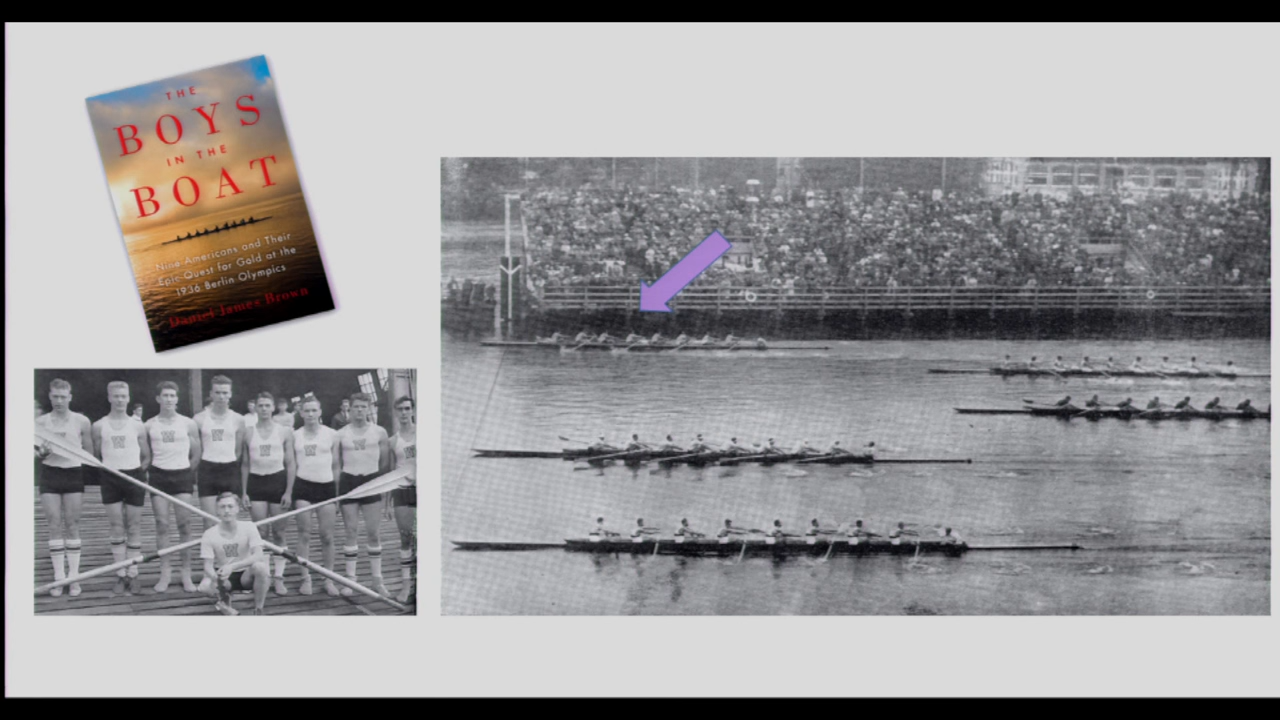 THE
BOYS
IN THE
BOAT
Nine Americans and Their
Epic Quest for Gold at the
1936 Berlin Olympics
Daniel James Brown
W
W
W
W
W
W
W
W